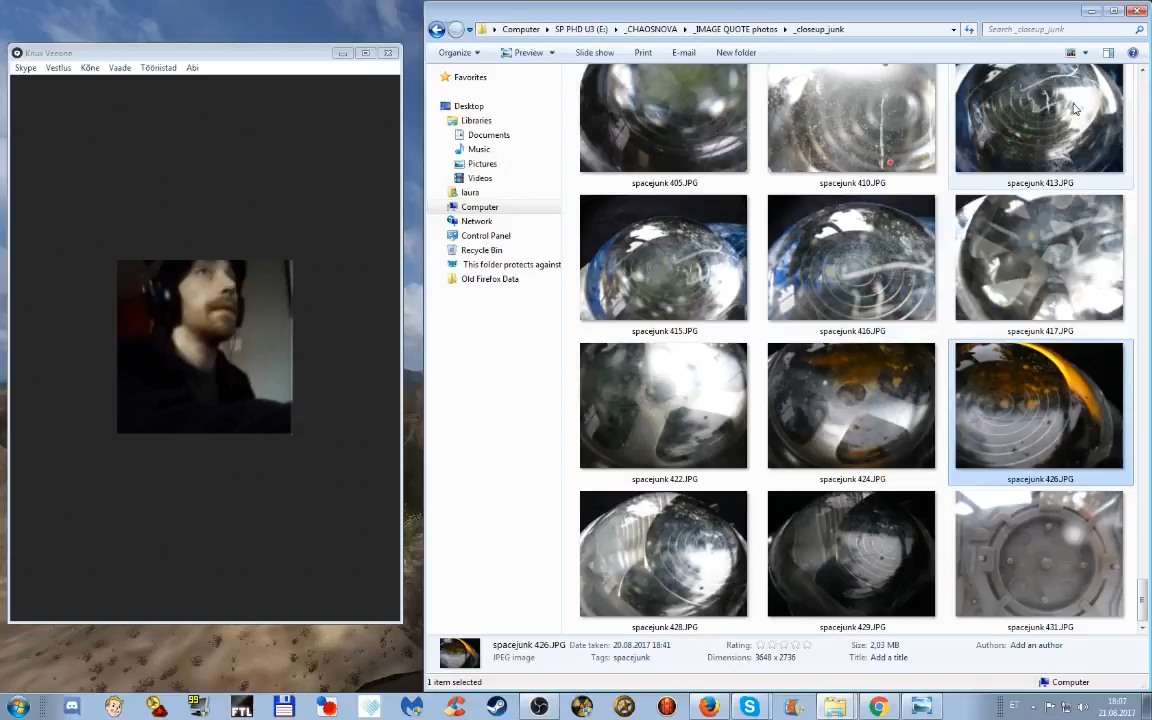 Knux Veeone
Skype Vestlus Kõne Vaade Tööriistad Abi
Computer SP PHD U3 (E:) _CHAOSNOVA _IMAGE QUOTE photos _closeup_junk
Search _closeup_junk
Organize Preview Slide show Print E-mail New folder
Favorites
Desktop
Libraries
Documents
Music
Pictures
Videos
laura
Computer
Network
Control Panel
Recycle Bin
This folder protects against
Old Firefox Data
spacejunk 405.JPG spacejunk 410.JPG spacejunk 413.JPG
spacejunk 415.JPG spacejunk 416.JPG spacejunk 417.JPG
spacejunk 422.JPG spacejunk 424.JPG spacejunk 426.JPG
spacejunk 428.JPG spacejunk 429.JPG spacejunk 431.JPG
spacejunk 426.JPG Date taken: 20.08.2017 18:41 Rating: Size: 2,03 MB Authors: Add an author
JPEG image Tags: spacejunk Dimensions: 3648 x 2736 Title: Add a title
1 item selected Computer
99
FTL
ET
18:07
21.08.2017